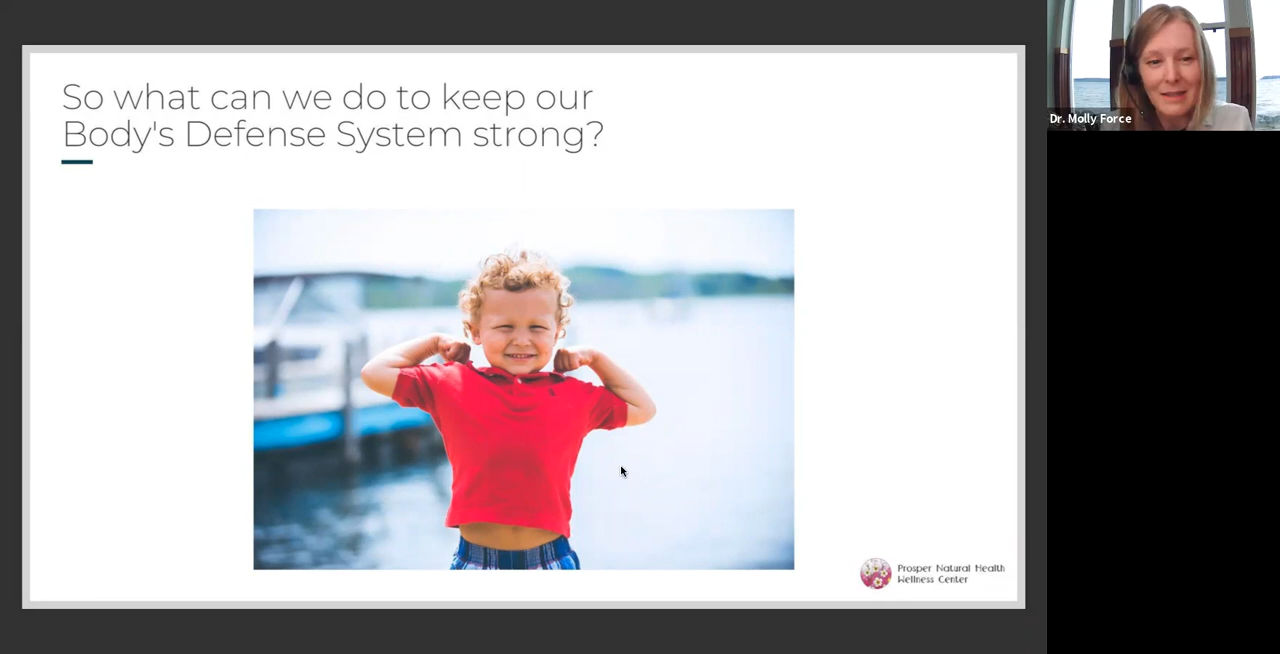 So what can we do to keep our
Body's Defense System strong?
Prosper Natural Health
Wellness Center
Dr. Molly Force